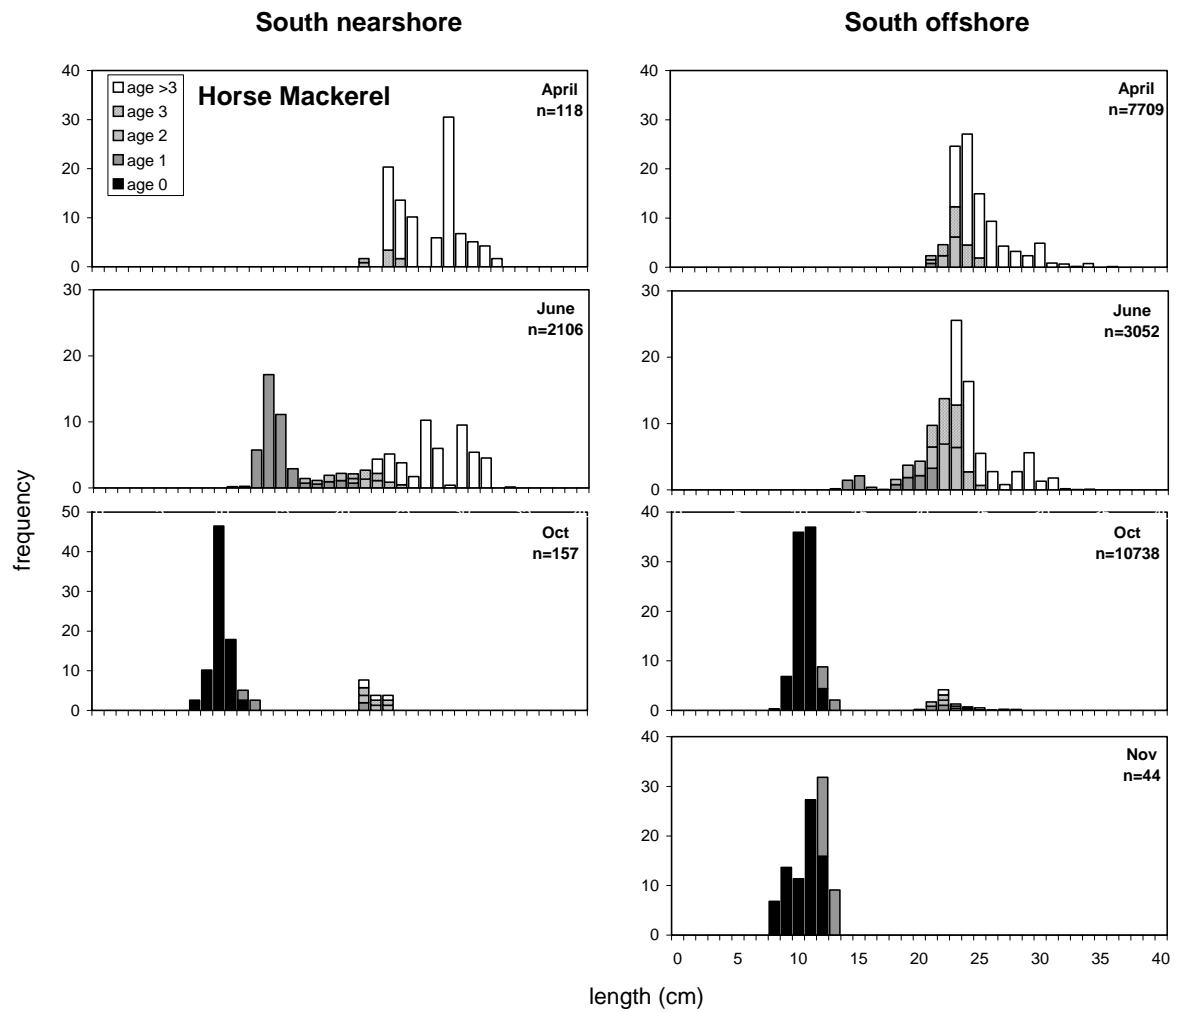 South nearshore
South offshore
40
30
20
10
0
age >3
age 3
age 2
age 1
age 0
Horse Mackerel
April
n=118
40
30
20
10
0
April
n=7709
30
20
10
0
June
n=2106
30
20
10
0
June
n=3052
frequency
50
40
30
20
10
0
Oct
n=157
40
30
20
10
0
Oct
n=10738
40
30
20
10
0
Nov
n=44
0 5 10 15 20 25 30 35 40
length (cm)